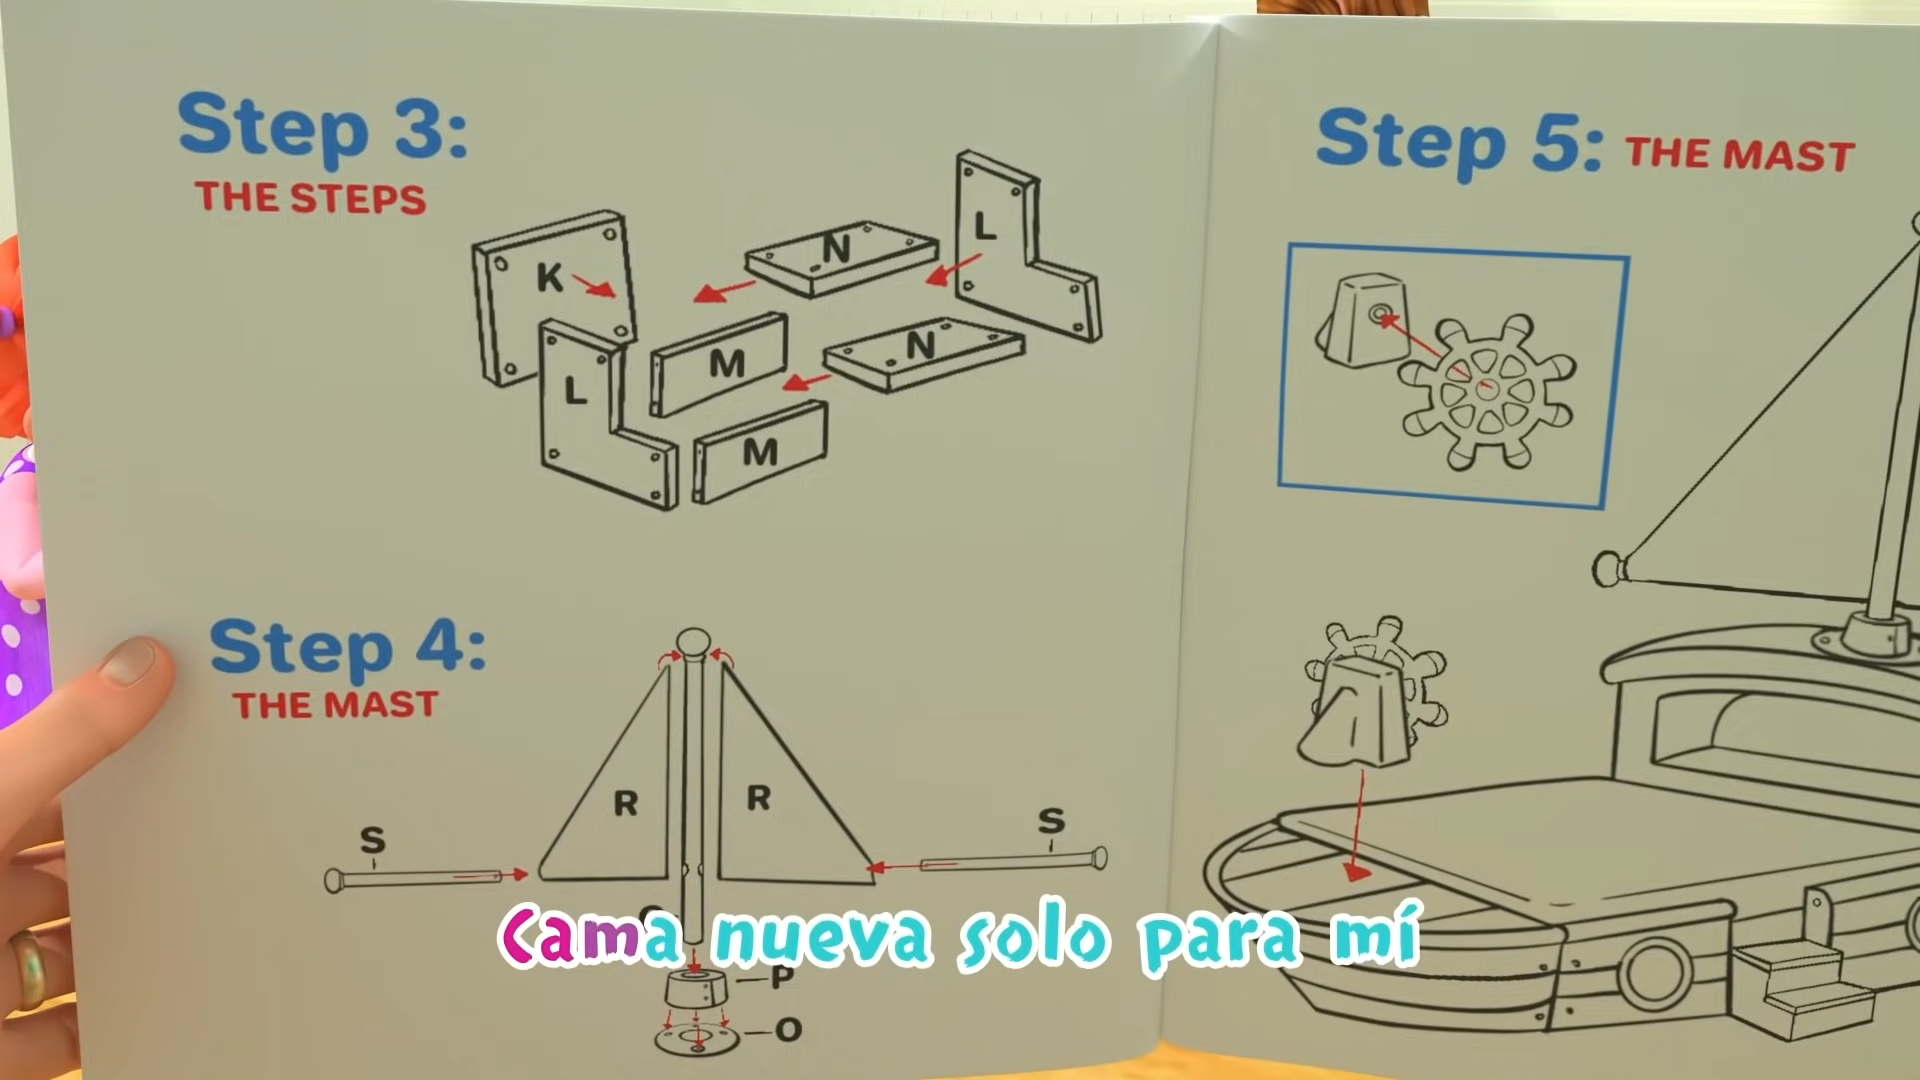 Step 3:
THE STEPS
K
N
L
L
M
N
M
Step 4:
THE MAST
R
R
S
S
P
O
Step 5: THE MAST
Cama nueva solo para mí